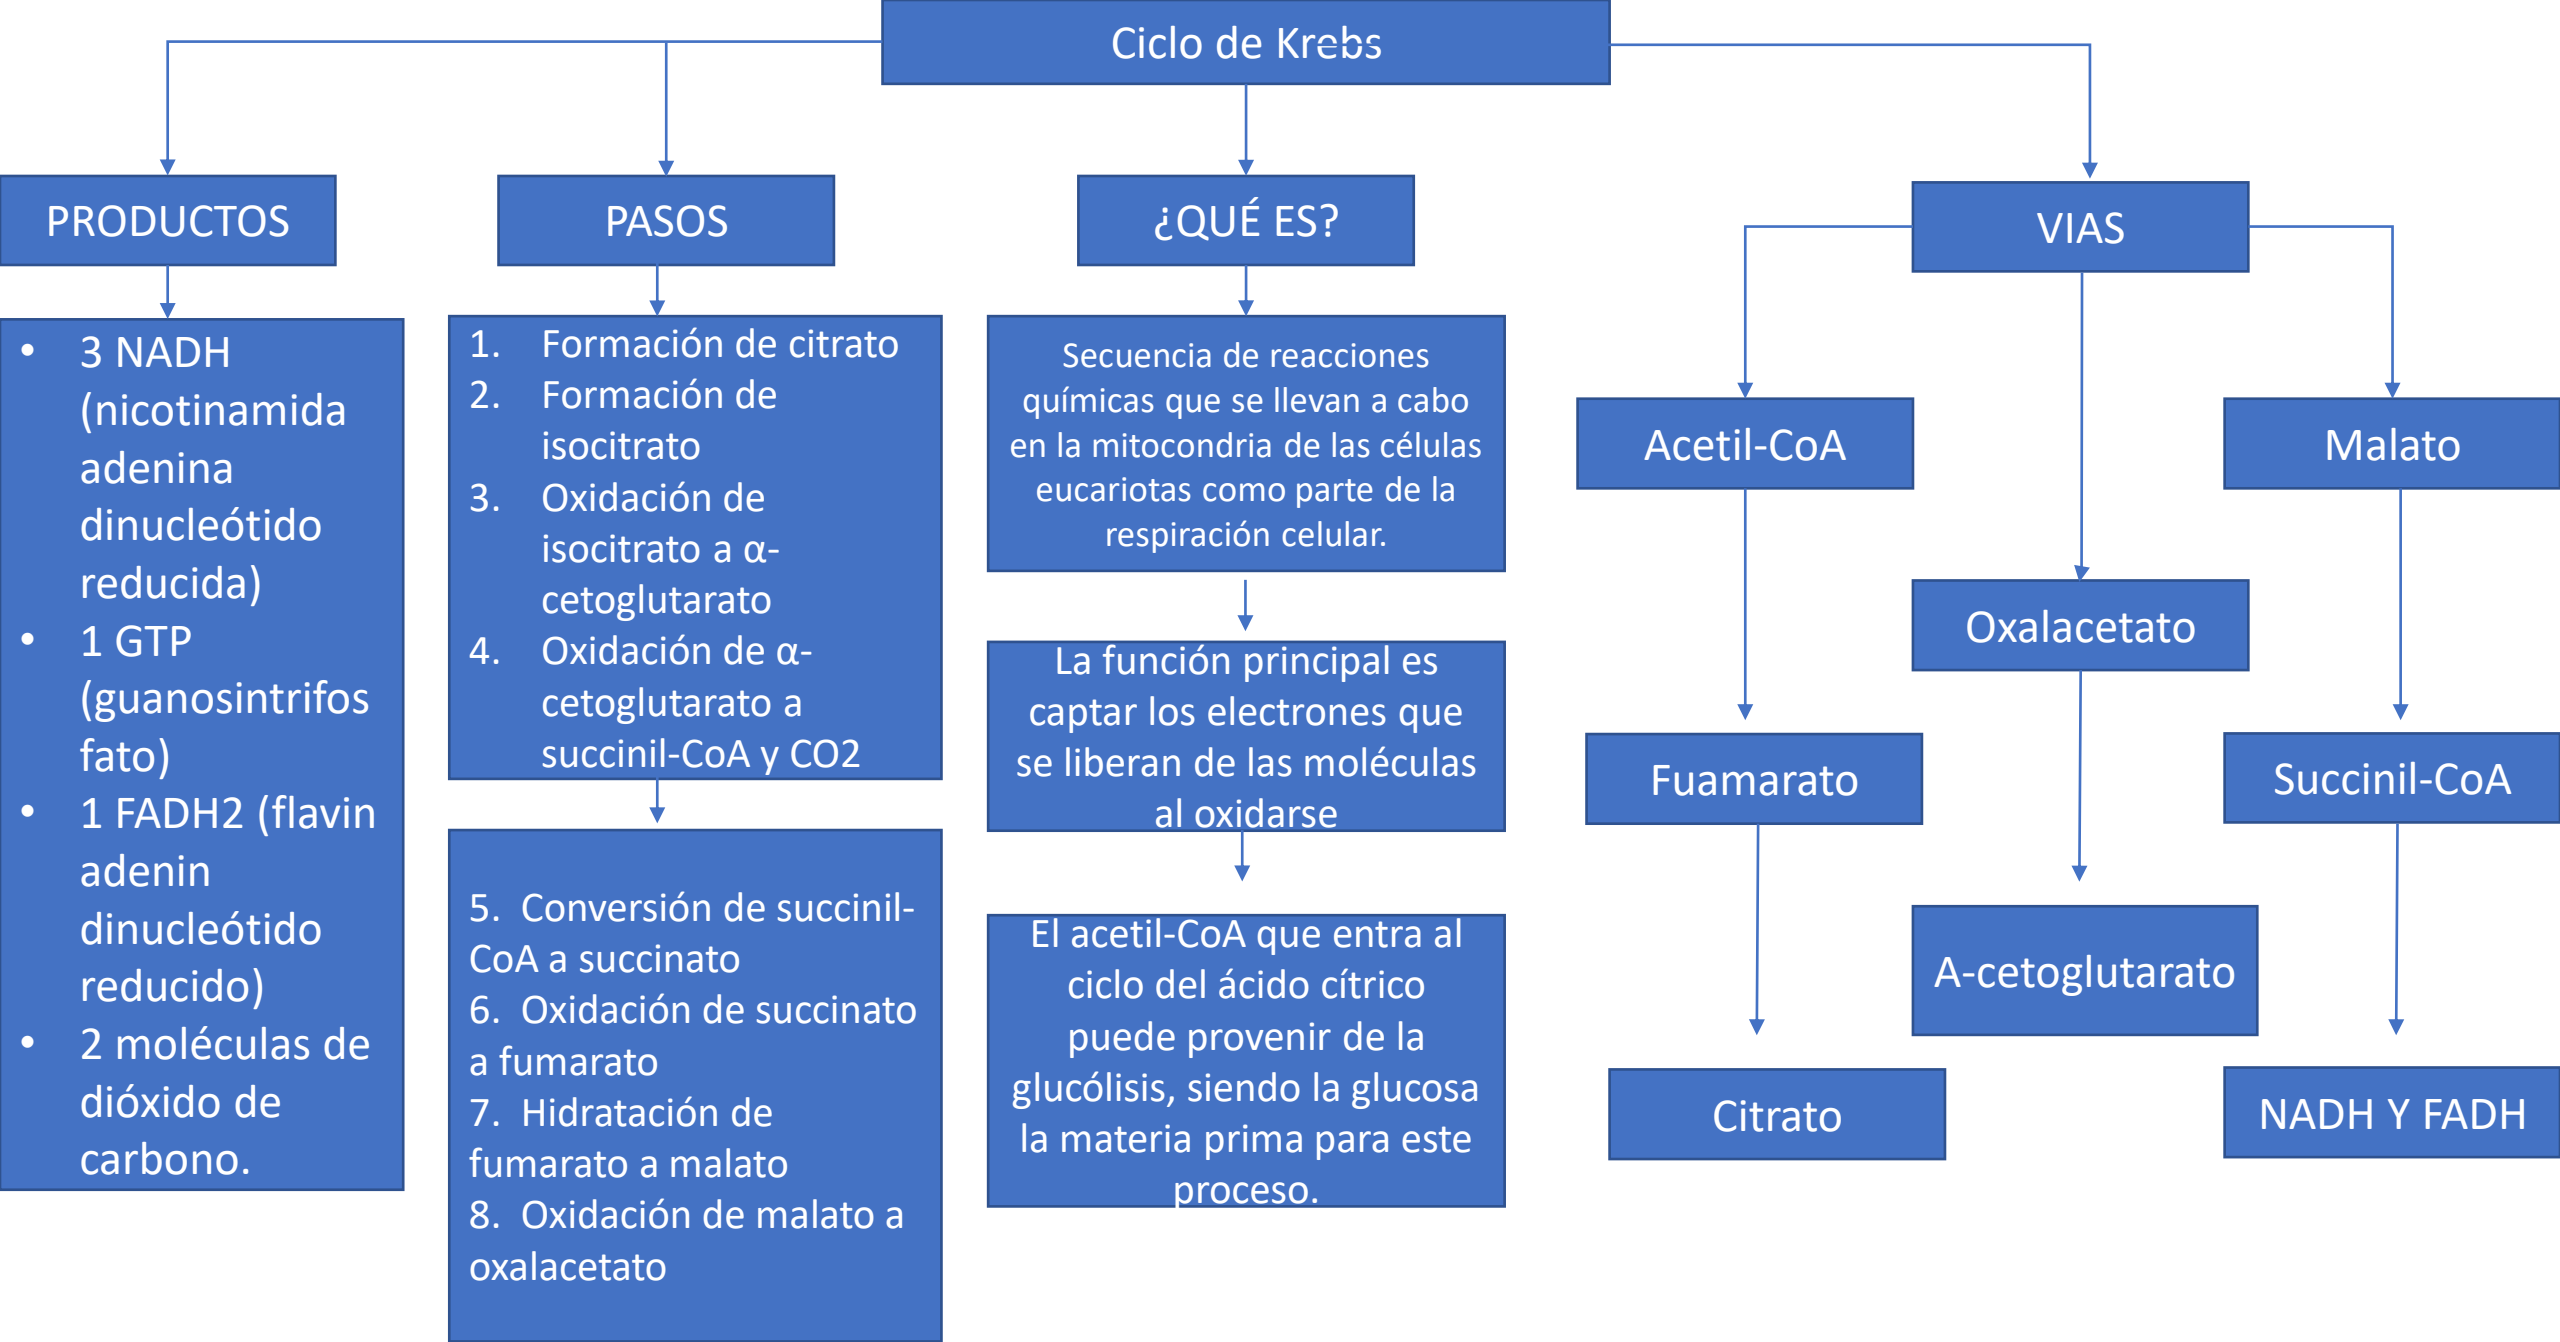 Ciclo de Krebs
PRODUCTOS
• 3 NADH
(nicotinamida
adenina
dinucleótido
reducida)
• 1 GTP
(guanosintrifos
fato)
• 1 FADH2 (flavin
adenin
dinucleótido
reducido)
• 2 moléculas de
dióxido de
carbono.
PASOS
1. Formación de citrato
2. Formación de
isocitrato
3. Oxidación de
isocitrato a α-
cetoglutarato
4. Oxidación de α-
cetoglutarato a
succinil-CoA y CO2
5. Conversión de succinil-
CoA a succinato
6. Oxidación de succinato
a fumarato
7. Hidratación de
fumarato a malato
8. Oxidación de malato a
oxalacetato
¿QUÉ ES?
Secuencia de reacciones
químicas que se llevan a cabo
en la mitocondria de las células
eucariotas como parte de la
respiración celular.
La función principal es
captar los electrones que
se liberan de las moléculas
al oxidarse
El acetil-CoA que entra al
ciclo del ácido cítrico
puede provenir de la
glucólisis, siendo la glucosa
la materia prima para este
proceso.
VIAS
Acetil-CoA
Fuamarato
Citrato
Oxalacetato
A-cetoglutarato
Malato
Succinil-CoA
NADH Y FADH